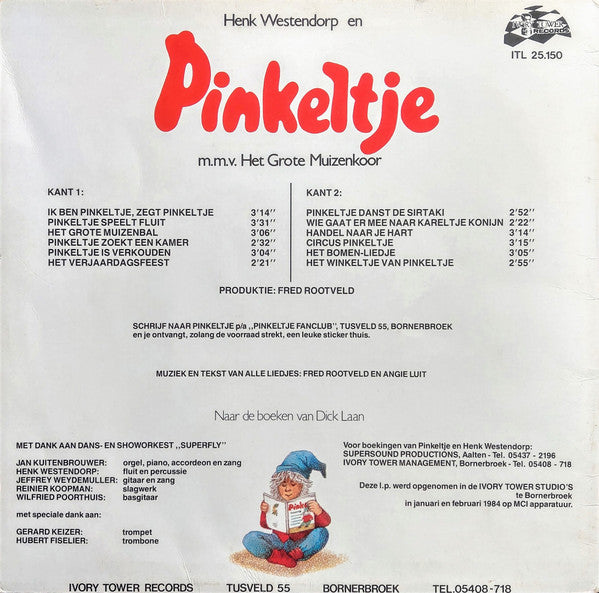 Henk Westendorp en
IVORY TOWER
RECORDS
ITL 25.150
Pinkeltje
m.m.v. Het Grote Muizenkoor
KANT 1:
IK BEN PINKELTJE, ZEGT PINKELTJE 3'14''
PINKELTJE SPEELT FLUIT 3'31''
HET GROTE MUIZENBAL 3'06''
PINKELTJE ZOEKT EEN KAMER 2'32''
PINKELTJE IS VERKOUDEN 3'04''
HET VERJAARDAGSFEEST 2'21''
KANT 2:
PINKELTJE DANST DE SIRTAKI 2'52''
WIE GAAT ER MEE NAAR KARELTJE KONIJN 2'22''
HANDEL NAAR JE HART 3'14''
CIRCUS PINKELTJE 3'15''
HET BOMEN-LIEDJE 3'05''
HET WINKELTJE VAN PINKELTJE 2'55''
PRODUKTIE: FRED ROOTVELD
SCHRIJF NAAR PINKELTJE p/a ,,PINKELTJE FANCLUB'', TUSVELD 55, BORNERBROEK
en je ontvangt, zolang de voorraad strekt, een leuke sticker thuis.
MUZIEK EN TEKST VAN ALLE LIEDJES: FRED ROOTVELD EN ANGIE LUIT
Naar de boeken van Dick Laan
MET DANK AAN DANS- EN SHOWORKEST ,,SUPERFLY''
JAN KUITENBROUWER: orgel, piano, accordeon en zang
HENK WESTENDORP: fluit en percussie
JEFFREY WEYDEMULLER: gitaar en zang
REINIER KOOPMAN: slagwerk
WILFRIED POORTHUIS: basgitaar
met speciale dank aan:
GERARD KEIZER: trompet
HUBERT FISELIER: trombone
Pinke
Voor boekingen van Pinkeltje en Henk Westendorp:
SUPERSOUND PRODUCTIONS, Aalten - Tel. 05437 - 2196
IVORY TOWER MANAGEMENT, Bornerbroek - Tel. 05408 - 718
Deze l.p. werd opgenomen in de IVORY TOWER STUDIO'S
te Bornerbroek
in januari en februari 1984 op MCI apparatuur.
IVORY TOWER RECORDS TUSVELD 55 BORNERBROEK TEL.05408-718